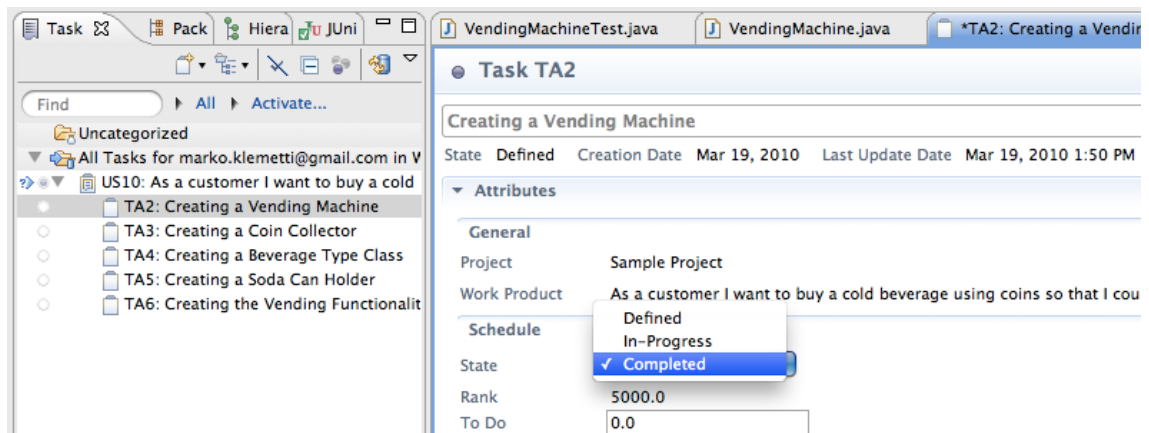 Task
Pack
Hiera
JUni
Find
All
Activate...
Uncategorized
All Tasks for marko.klemetti@gmail.com in
US10: As a customer I want to buy a cold
TA2: Creating a Vending Machine
TA3: Creating a Coin Collector
TA4: Creating a Beverage Type Class
TA5: Creating a Soda Can Holder
TA6: Creating the Vending Functionalit
VendingMachineTest.java
VendingMachine.java
*TA2: Creating a Vendin
Task TA2
Creating a Vending Machine
State Defined Creation Date Mar 19, 2010 Last Update Date Mar 19, 2010 1:50 PM
Attributes
General
Project Sample Project
Work Product As a customer I want to buy a cold beverage using coins so that I cou
Schedule
Defined
In-Progress
State ✓ Completed
Rank 5000.0
To Do 0.0